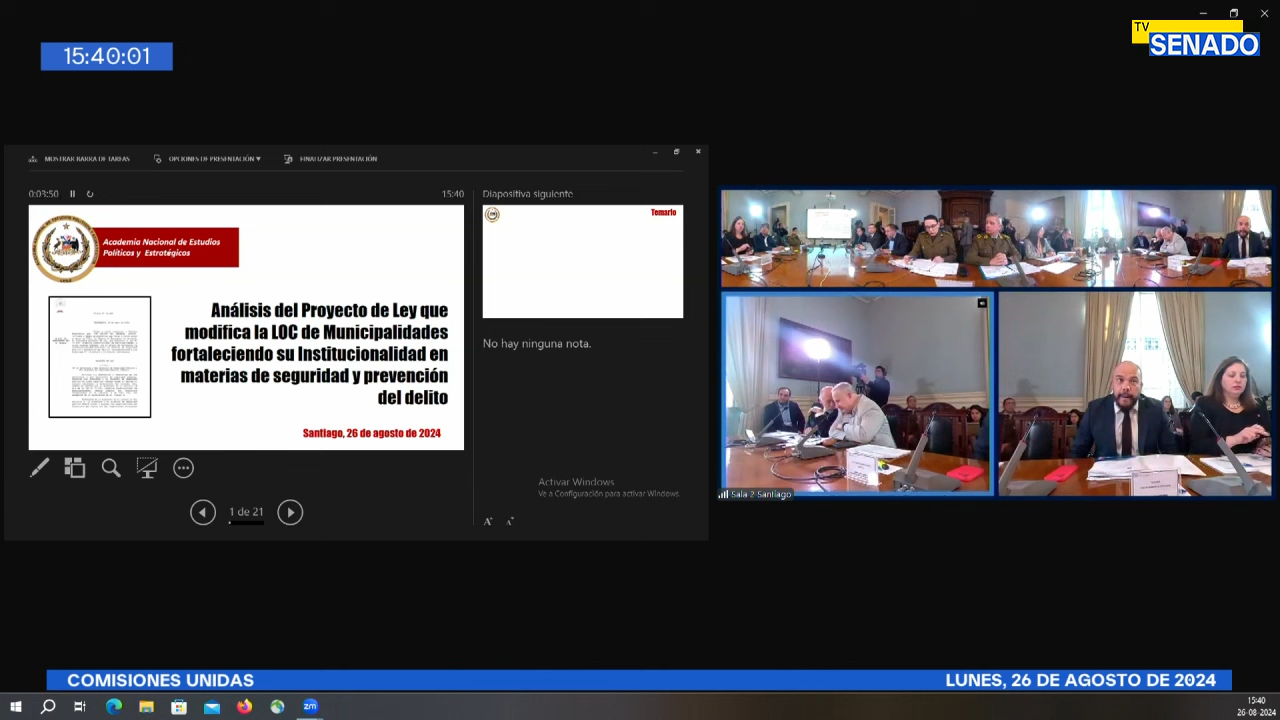 TV
SENADO
15:40:01
MOSTRAR BARRA DE TAREAS
OPCIONES DE PRESENTACIÓN ▼
FINALIZAR PRESENTACIÓN
0:03:50
15:40
Diapositiva siguiente
Academia Nacional de Estudios
Políticos y Estratégicos
Análisis del Proyecto de Ley que
modifica la LOC de Municipalidades
fortaleciendo su Institucionalidad en
materias de seguridad y prevención
del delito
Santiago, 26 de agosto de 2024
Temario
No hay ninguna nota.
Activar Windows
Ve a Configuración para activar Windows.
1 de 21
A
A
Sala 2 Santiago
COMISIONES UNIDAS
LUNES, 26 DE AGOSTO DE 2024
zm
15:40
26-08-2024